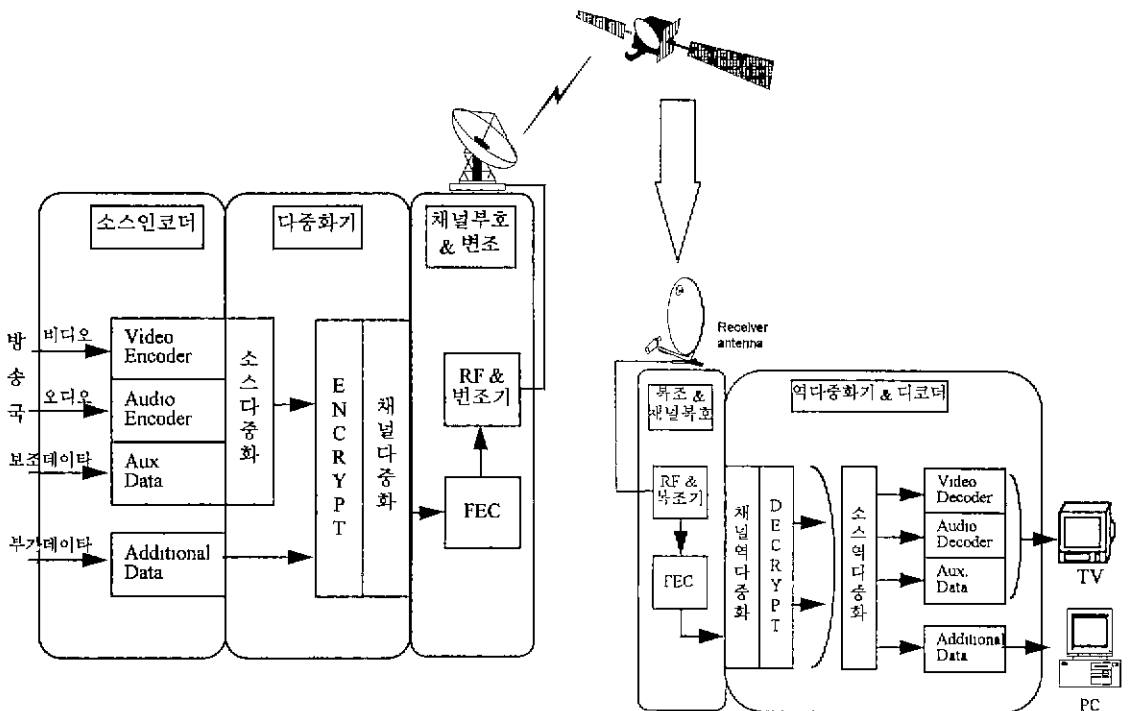 소스인코더
다중화기
채널부호
& 변조
방
송
국
비디오
오디오
보조데이타
부가데이타
Video
Encoder
Audio
Encoder
Aux
Data
Additional
Data
소스다중화
ENCRYPT
채널다중화
RF &
변조기
FEC
Receiver
antenna
복조 &
채널복호
역다중화기 & 디코더
RF &
복조기
FEC
채널역다중화
DECRYPT
소스역다중화
Video
Decoder
Audio
Decoder
Aux.
Data
Additional
Data
TV
PC